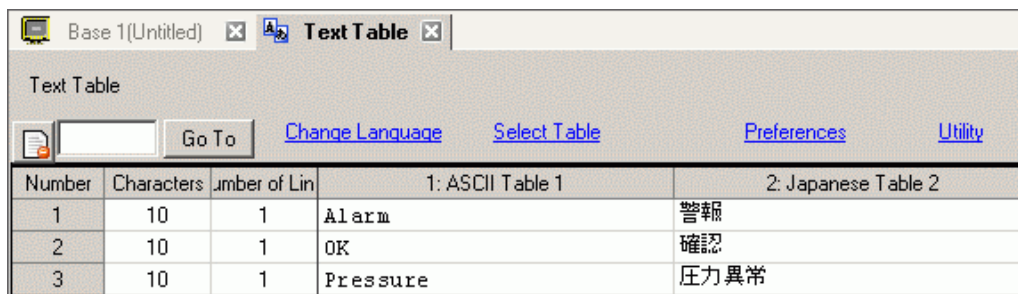 Base 1(Untitled) Text Table
Text Table
Go To Change Language Select Table Preferences Utility
Number Characters umber of Lin 1: ASCII Table 1 2: Japanese Table 2
1 10 1 Alarm 警報
2 10 1 OK 確認
3 10 1 Pressure 圧力異常